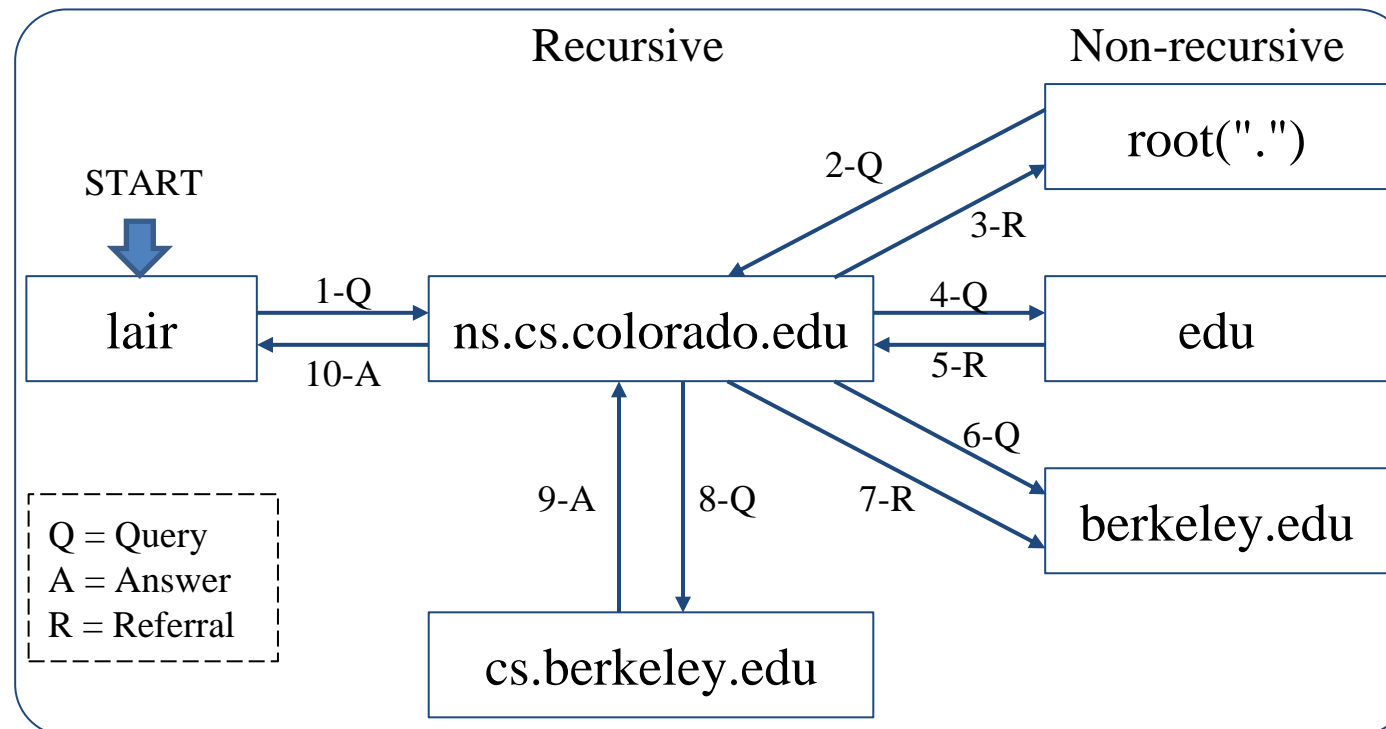 Recursive
Non-recursive
root(".")
2-Q
START
3-R
1-Q
4-Q
lair
ns.cs.colorado.edu
edu
10-A
5-R
6-Q
9-A
8-Q
7-R
berkeley.edu
Q = Query
A = Answer
R = Referral
cs.berkeley.edu